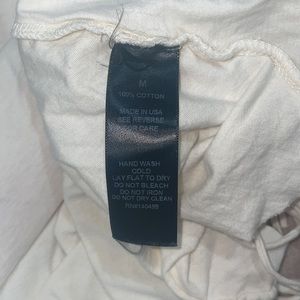 M
100% COTTON
MADE IN USA
SEE REVERSE
FOR CARE
HAND WASH
COLD
LAY FLAT TO DRY
DO NOT BLEACH
DO NOT IRON
DO NOT DRY CLEAN